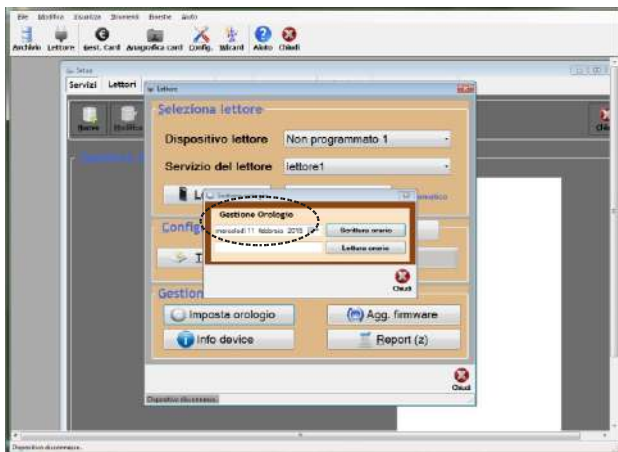 File Modifica Visualizza Strumenti Finestre Aiuto
Archivio Lettore Gest. Card Anagrafica card Config. Wizard Aiuto Chiudi
Setup
Servizi Lettori
Lettore
Nuovo Modifica
Seleziona lettore
Dispositivo lettore Non programmato 1
Servizio del lettore lettore1
Gestione Orologio
mercoledì 11 febbraio 2015 Scrittura orario
Lettura orario
Chiudi
Gestion
Imposta orologio Agg. firmware
Info device Report (z)
Chiudi
Dispositivo disconnesso.
Dispositivo disconnesso.